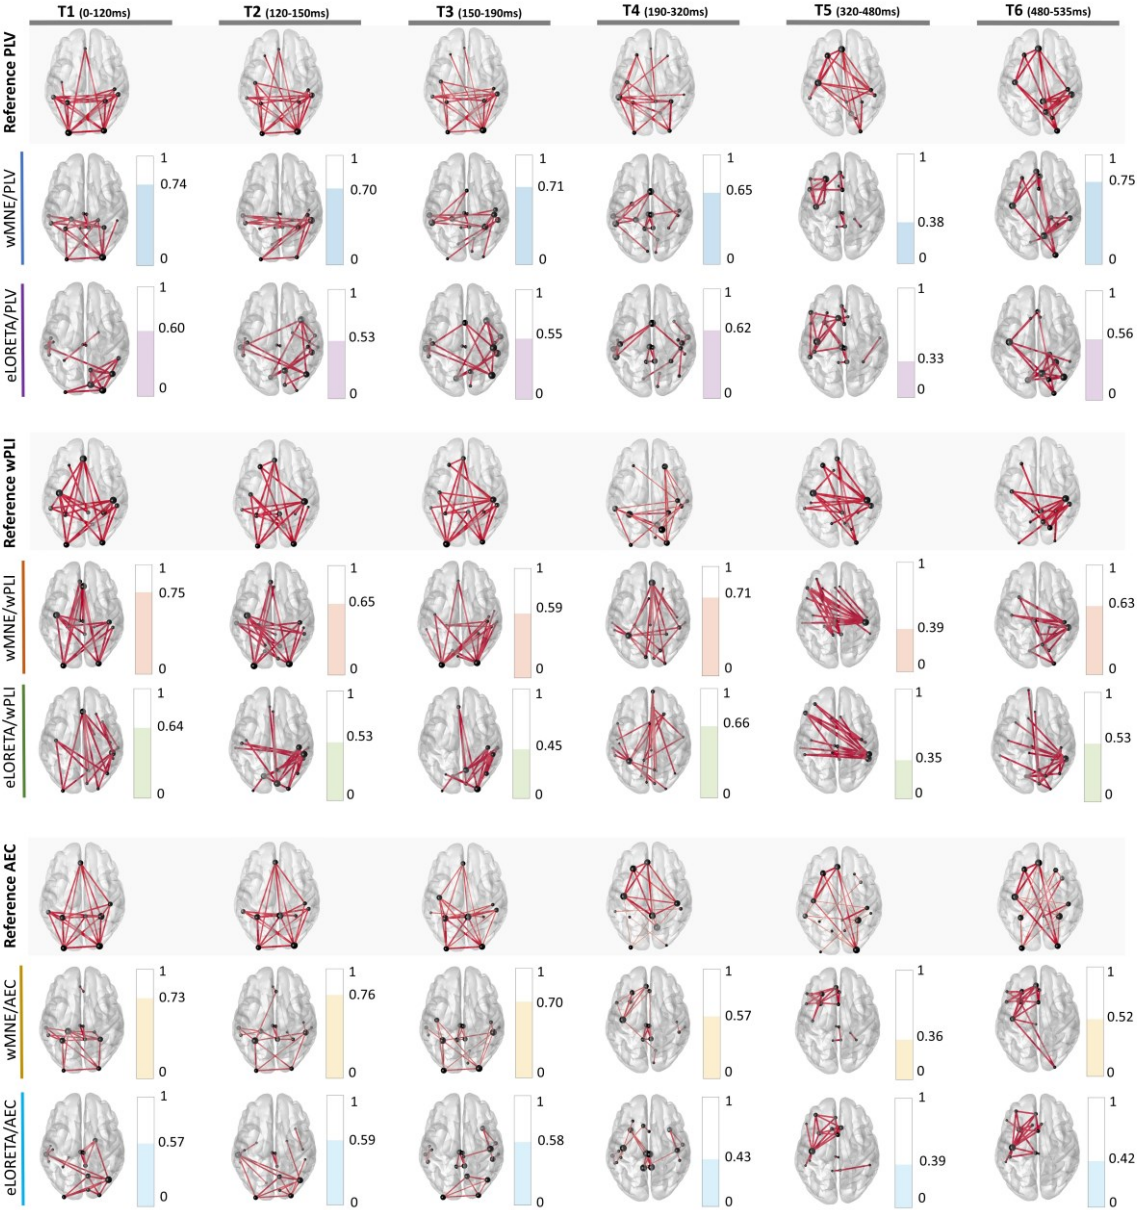 T1 (0-120ms) T2 (120-150ms) T3 (150-190ms) T4 (190-320ms) T5 (320-480ms) T6 (480-535ms)
Reference PLV
wMNE/PLV
1 1 1 1 1 1
0.74 0.70 0.71 0.65 0.38 0.75
0 0 0 0 0 0
eLORETA/PLV
1 1 1 1 1 1
0.60 0.53 0.55 0.62 0.33 0.56
0 0 0 0 0 0
Reference wPLI
wMNE/wPLI
1 1 1 1 1 1
0.75 0.65 0.59 0.71 0.39 0.63
0 0 0 0 0 0
eLORETA/wPLI
1 1 1 1 1 1
0.64 0.53 0.45 0.66 0.35 0.53
0 0 0 0 0 0
Reference AEC
wMNE/AEC
1 1 1 1 1 1
0.73 0.76 0.70 0.57 0.36 0.52
0 0 0 0 0 0
eLORETA/AEC
1 1 1 1 1 1
0.57 0.59 0.58 0.43 0.39 0.42
0 0 0 0 0 0